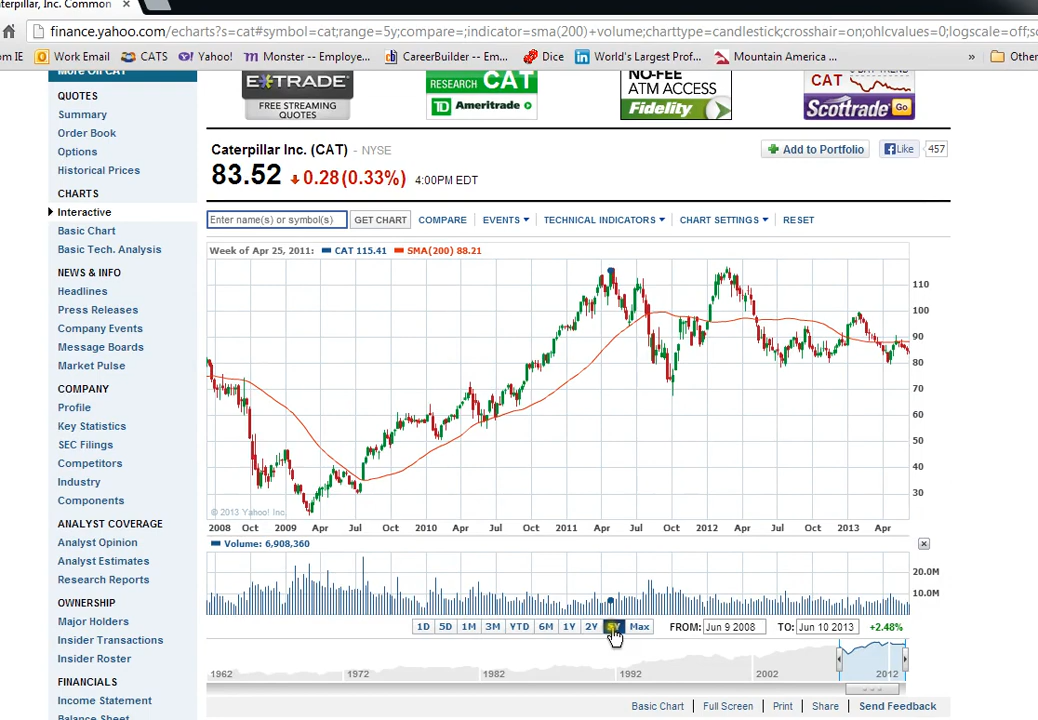 terpillar, Inc. Common ×
finance.yahoo.com/echarts?s=cat#symbol=cat;range=5y;compare=;indicator=sma(200)+volume;charttype=candlestick;crosshair=on;ohlcvalues=0;logscale=off;s
om IE Work Email CATS Yahoo! Monster -- Employe... CareerBuilder -- Em... Dice World's Largest Prof... Mountain America ... » Other
More On CAT
QUOTES
Summary
Order Book
Options
Historical Prices
CHARTS
Interactive
Basic Chart
Basic Tech. Analysis
NEWS & INFO
Headlines
Press Releases
Company Events
Message Boards
Market Pulse
COMPANY
Profile
Key Statistics
SEC Filings
Competitors
Industry
Components
ANALYST COVERAGE
Analyst Opinion
Analyst Estimates
Research Reports
OWNERSHIP
Major Holders
Insider Transactions
Insider Roster
FINANCIALS
Income Statement
Balance Sheet
E*TRADE
FREE STREAMING
QUOTES
RESEARCH CAT
TD Ameritrade
NO-FEE
ATM ACCESS
Fidelity
CAT
Scottrade Go
Caterpillar Inc. (CAT) - NYSE
Add to Portfolio Like 457
83.52 0.28(0.33%) 4:00PM EDT
Enter name(s) or symbol(s) GET CHART COMPARE EVENTS TECHNICAL INDICATORS CHART SETTINGS RESET
Week of Apr 25, 2011: CAT 115.41 SMA(200) 88.21
110
100
90
80
70
60
50
40
30
© 2013 Yahoo! Inc.
2008 Oct 2009 Apr Jul Oct 2010 Apr Jul Oct 2011 Apr Jul Oct 2012 Apr Jul Oct 2013 Apr
Volume: 6,908,360
20.0M
10.0M
1D 5D 1M 3M YTD 6M 1Y 2Y 5Y Max FROM: Jun 9 2008 TO: Jun 10 2013 +2.48%
1962 1972 1982 1992 2002 2012
Basic Chart Full Screen Print Share Send Feedback